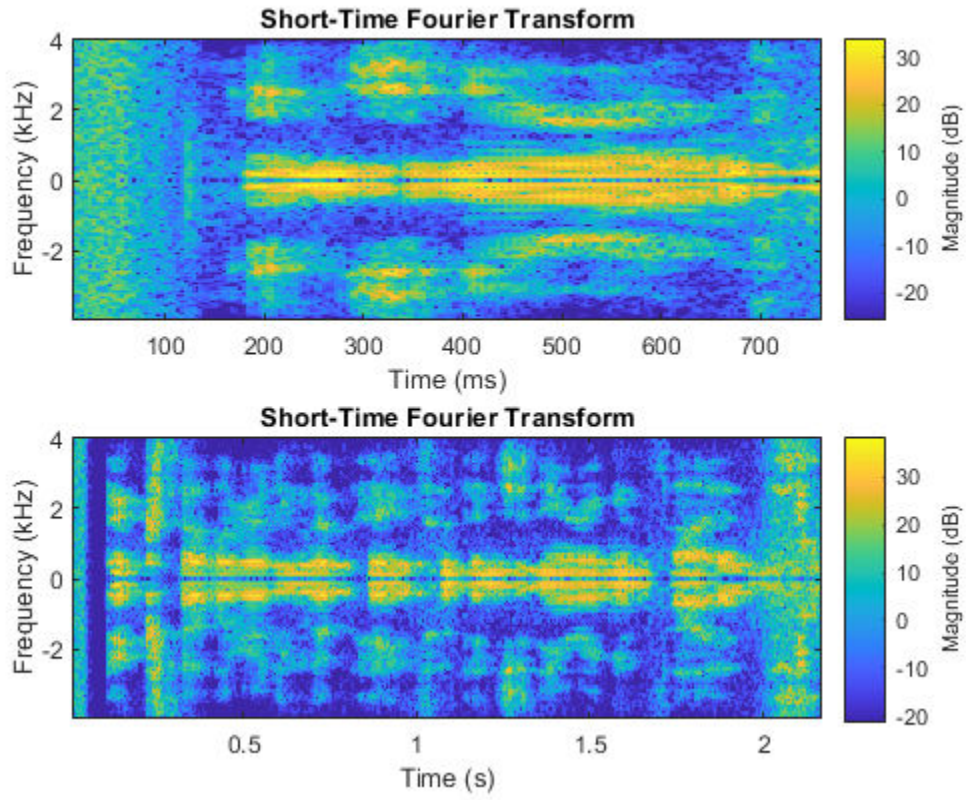 Short-Time Fourier Transform
4
2
0
-2
Frequency (kHz)
100 200 300 400 500 600 700
Time (ms)
30
20
10
0
-10
-20
Magnitude (dB)
Short-Time Fourier Transform
4
2
0
-2
Frequency (kHz)
0.5 1 1.5 2
Time (s)
30
20
10
0
-10
-20
Magnitude (dB)